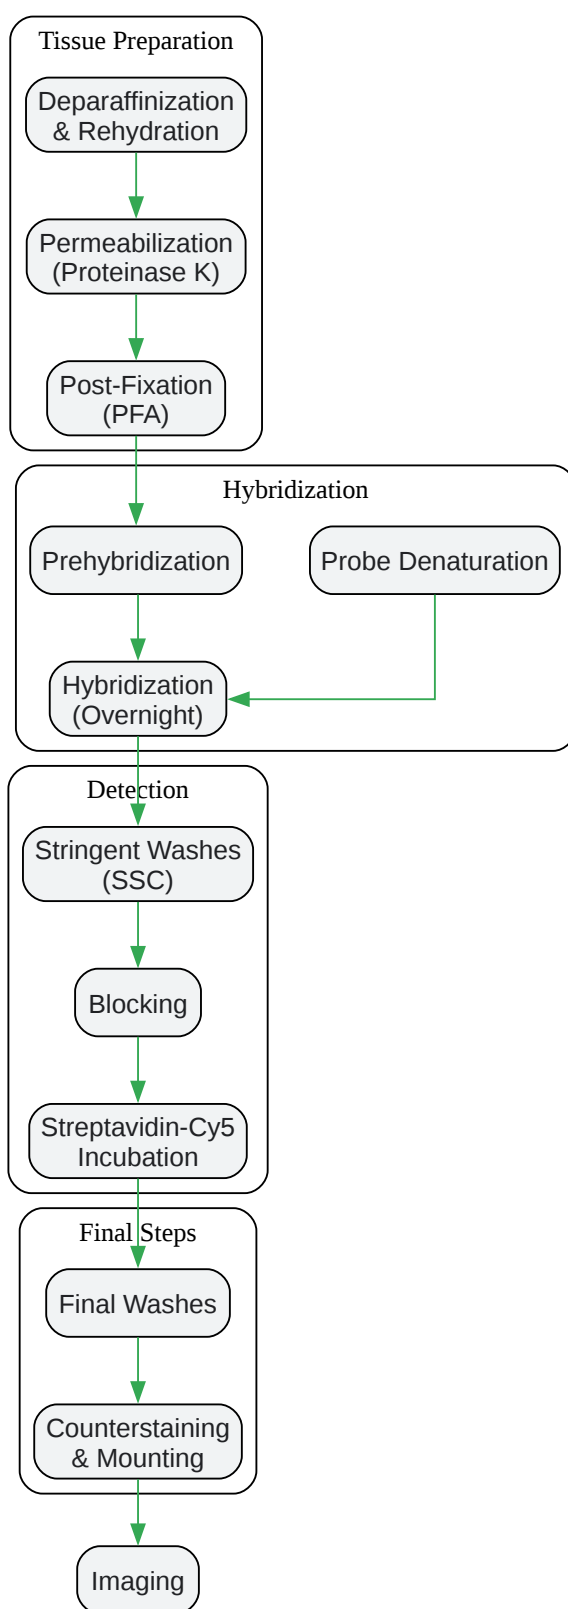 Tissue Preparation
Deparaffinization
& Rehydration
Permeabilization
(Proteinase K)
Post-Fixation
(PFA)
Hybridization
Prehybridization
Probe Denaturation
Hybridization
(Overnight)
Detection
Stringent Washes
(SSC)
Blocking
Streptavidin-Cy5
Incubation
Final Steps
Final Washes
Counterstaining
& Mounting
Imaging